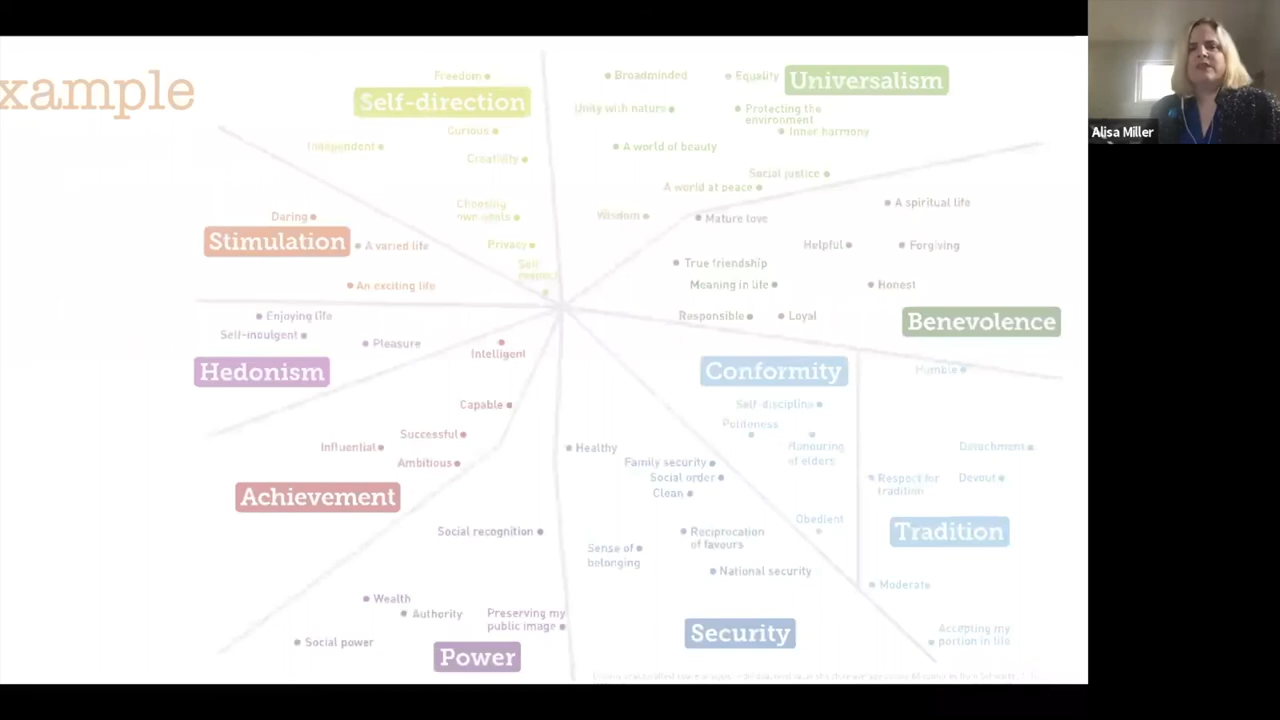 xample
Freedom
Self-direction
Curious
Independent
Creativity
Choosing
own goals
Privacy
Self
respect
Broadminded
Equality
Universalism
Unity with nature
Protecting the
environment
Inner harmony
A world of beauty
Social justice
A world at peace
Wisdom
Daring
Stimulation
A varied life
An exciting life
Mature love
A spiritual life
Helpful
Forgiving
True friendship
Meaning in life
Honest
Responsible
Loyal
Benevolence
Enjoying life
Self-indulgent
Pleasure
Hedonism
Intelligent
Capable
Successful
Influential
Ambitious
Achievement
Conformity
Humble
Self-discipline
Politeness
Honouring
of elders
Obedient
Detachment
Respect for
tradition
Devout
Tradition
Moderate
Accepting my
portion in life
Healthy
Family security
Social order
Clean
Reciprocation
of favours
Sense of
belonging
National security
Security
Social recognition
Wealth
Authority
Preserving my
public image
Social power
Power
Alisa Miller